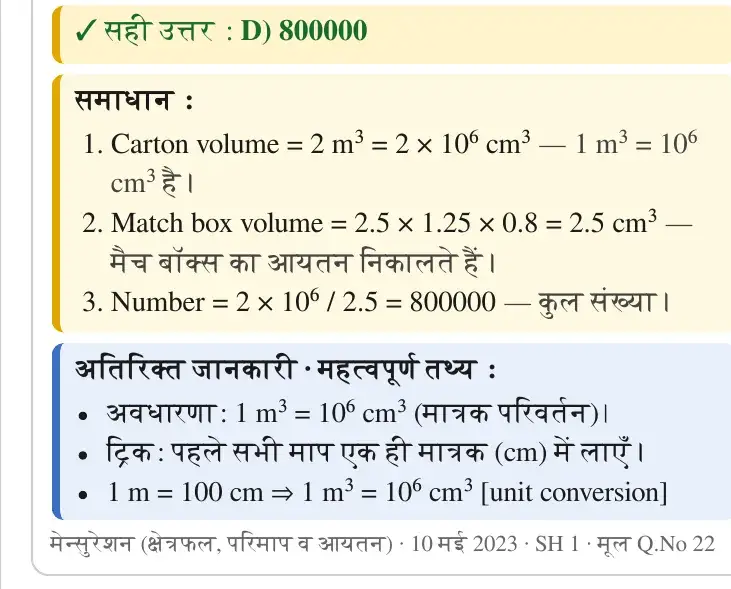 ✓ सही उत्तर : D) 800000
समाधान :
1. Carton volume = 2 m³ = 2 × 10⁶ cm³ — 1 m³ = 10⁶
cm³ है।
2. Match box volume = 2.5 × 1.25 × 0.8 = 2.5 cm³ —
मैच बॉक्स का आयतन निकालते हैं।
3. Number = 2 × 10⁶ / 2.5 = 800000 — कुल संख्या।
अतिरिक्त जानकारी · महत्वपूर्ण तथ्य :
• अवधारणा : 1 m³ = 10⁶ cm³ (मात्रक परिवर्तन)।
• ट्रिक : पहले सभी माप एक ही मात्रक (cm) में लाएँ।
• 1 m = 100 cm ⇒ 1 m³ = 10⁶ cm³ [unit conversion]
मेन्सुरेशन (क्षेत्रफल, परिमाप व आयतन) · 10 मई 2023 · SH 1 · मूल Q.No 22